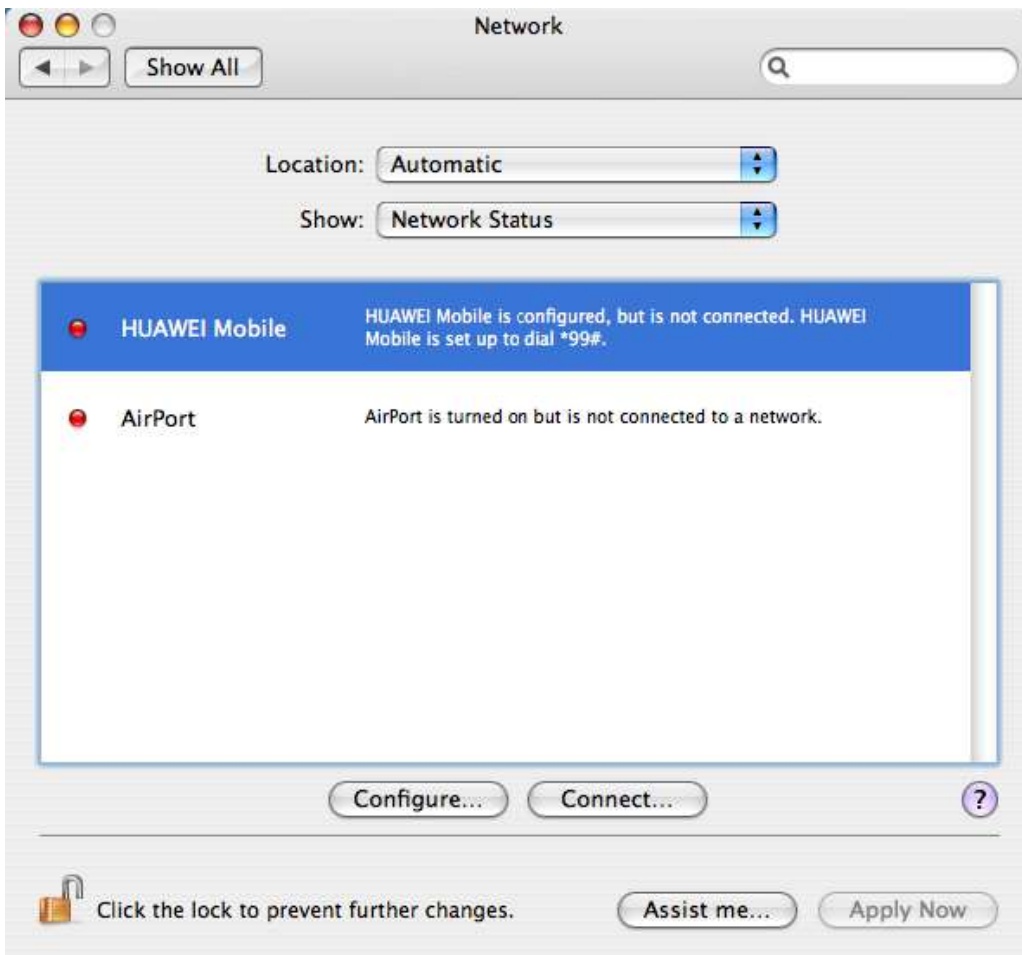 Network
Show All
Location: Automatic
Show: Network Status
HUAWEI Mobile
HUAWEI Mobile is configured, but is not connected. HUAWEI
Mobile is set up to dial *99#.
AirPort
AirPort is turned on but is not connected to a network.
Configure...
Connect...
?
Click the lock to prevent further changes.
Assist me...
Apply Now